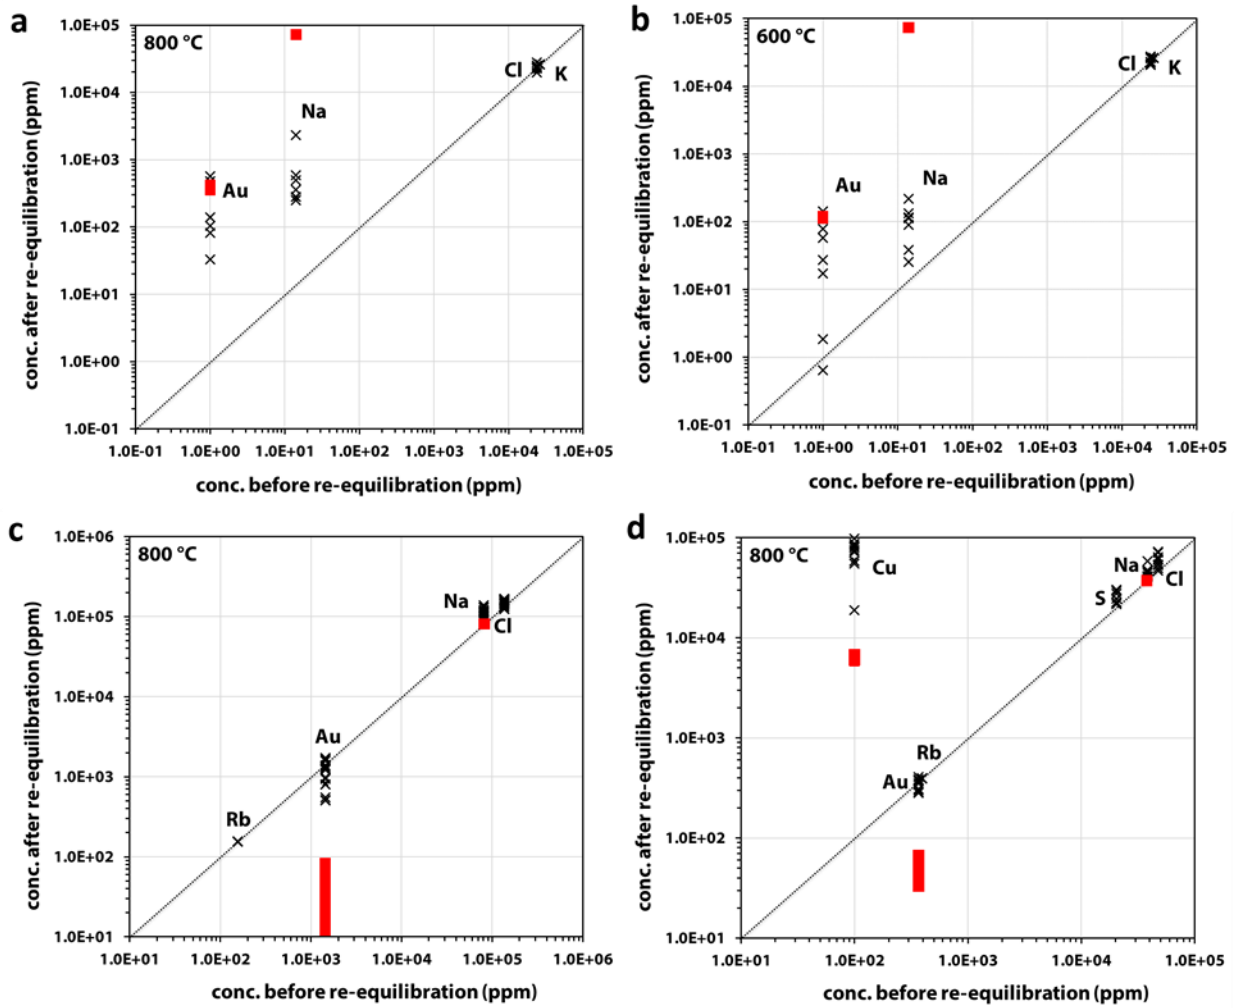 a
800 °C
1.0E+05
1.0E+04
1.0E+03
1.0E+02
1.0E+01
1.0E+00
1.0E-01
conc. after re-equilibration (ppm)
Cl
K
Na
Au
1.0E-01 1.0E+00 1.0E+01 1.0E+02 1.0E+03 1.0E+04 1.0E+05
conc. before re-equilibration (ppm)
b
600 °C
1.0E+05
1.0E+04
1.0E+03
1.0E+02
1.0E+01
1.0E+00
1.0E-01
conc. after re-equilibration (ppm)
Cl
K
Au
Na
1.0E-01 1.0E+00 1.0E+01 1.0E+02 1.0E+03 1.0E+04 1.0E+05
conc. before re-equilibration (ppm)
c
800 °C
1.0E+06
1.0E+05
1.0E+04
1.0E+03
1.0E+02
1.0E+01
conc. after re-equilibration (ppm)
Na
Cl
Au
Rb
1.0E+01 1.0E+02 1.0E+03 1.0E+04 1.0E+05 1.0E+06
conc. before re-equilibration (ppm)
d
800 °C
1.0E+05
1.0E+04
1.0E+03
1.0E+02
1.0E+01
conc. after re-equilibration (ppm)
Cu
Na
Cl
S
Rb
Au
1.0E+01 1.0E+02 1.0E+03 1.0E+04 1.0E+05
conc. before re-equilibration (ppm)